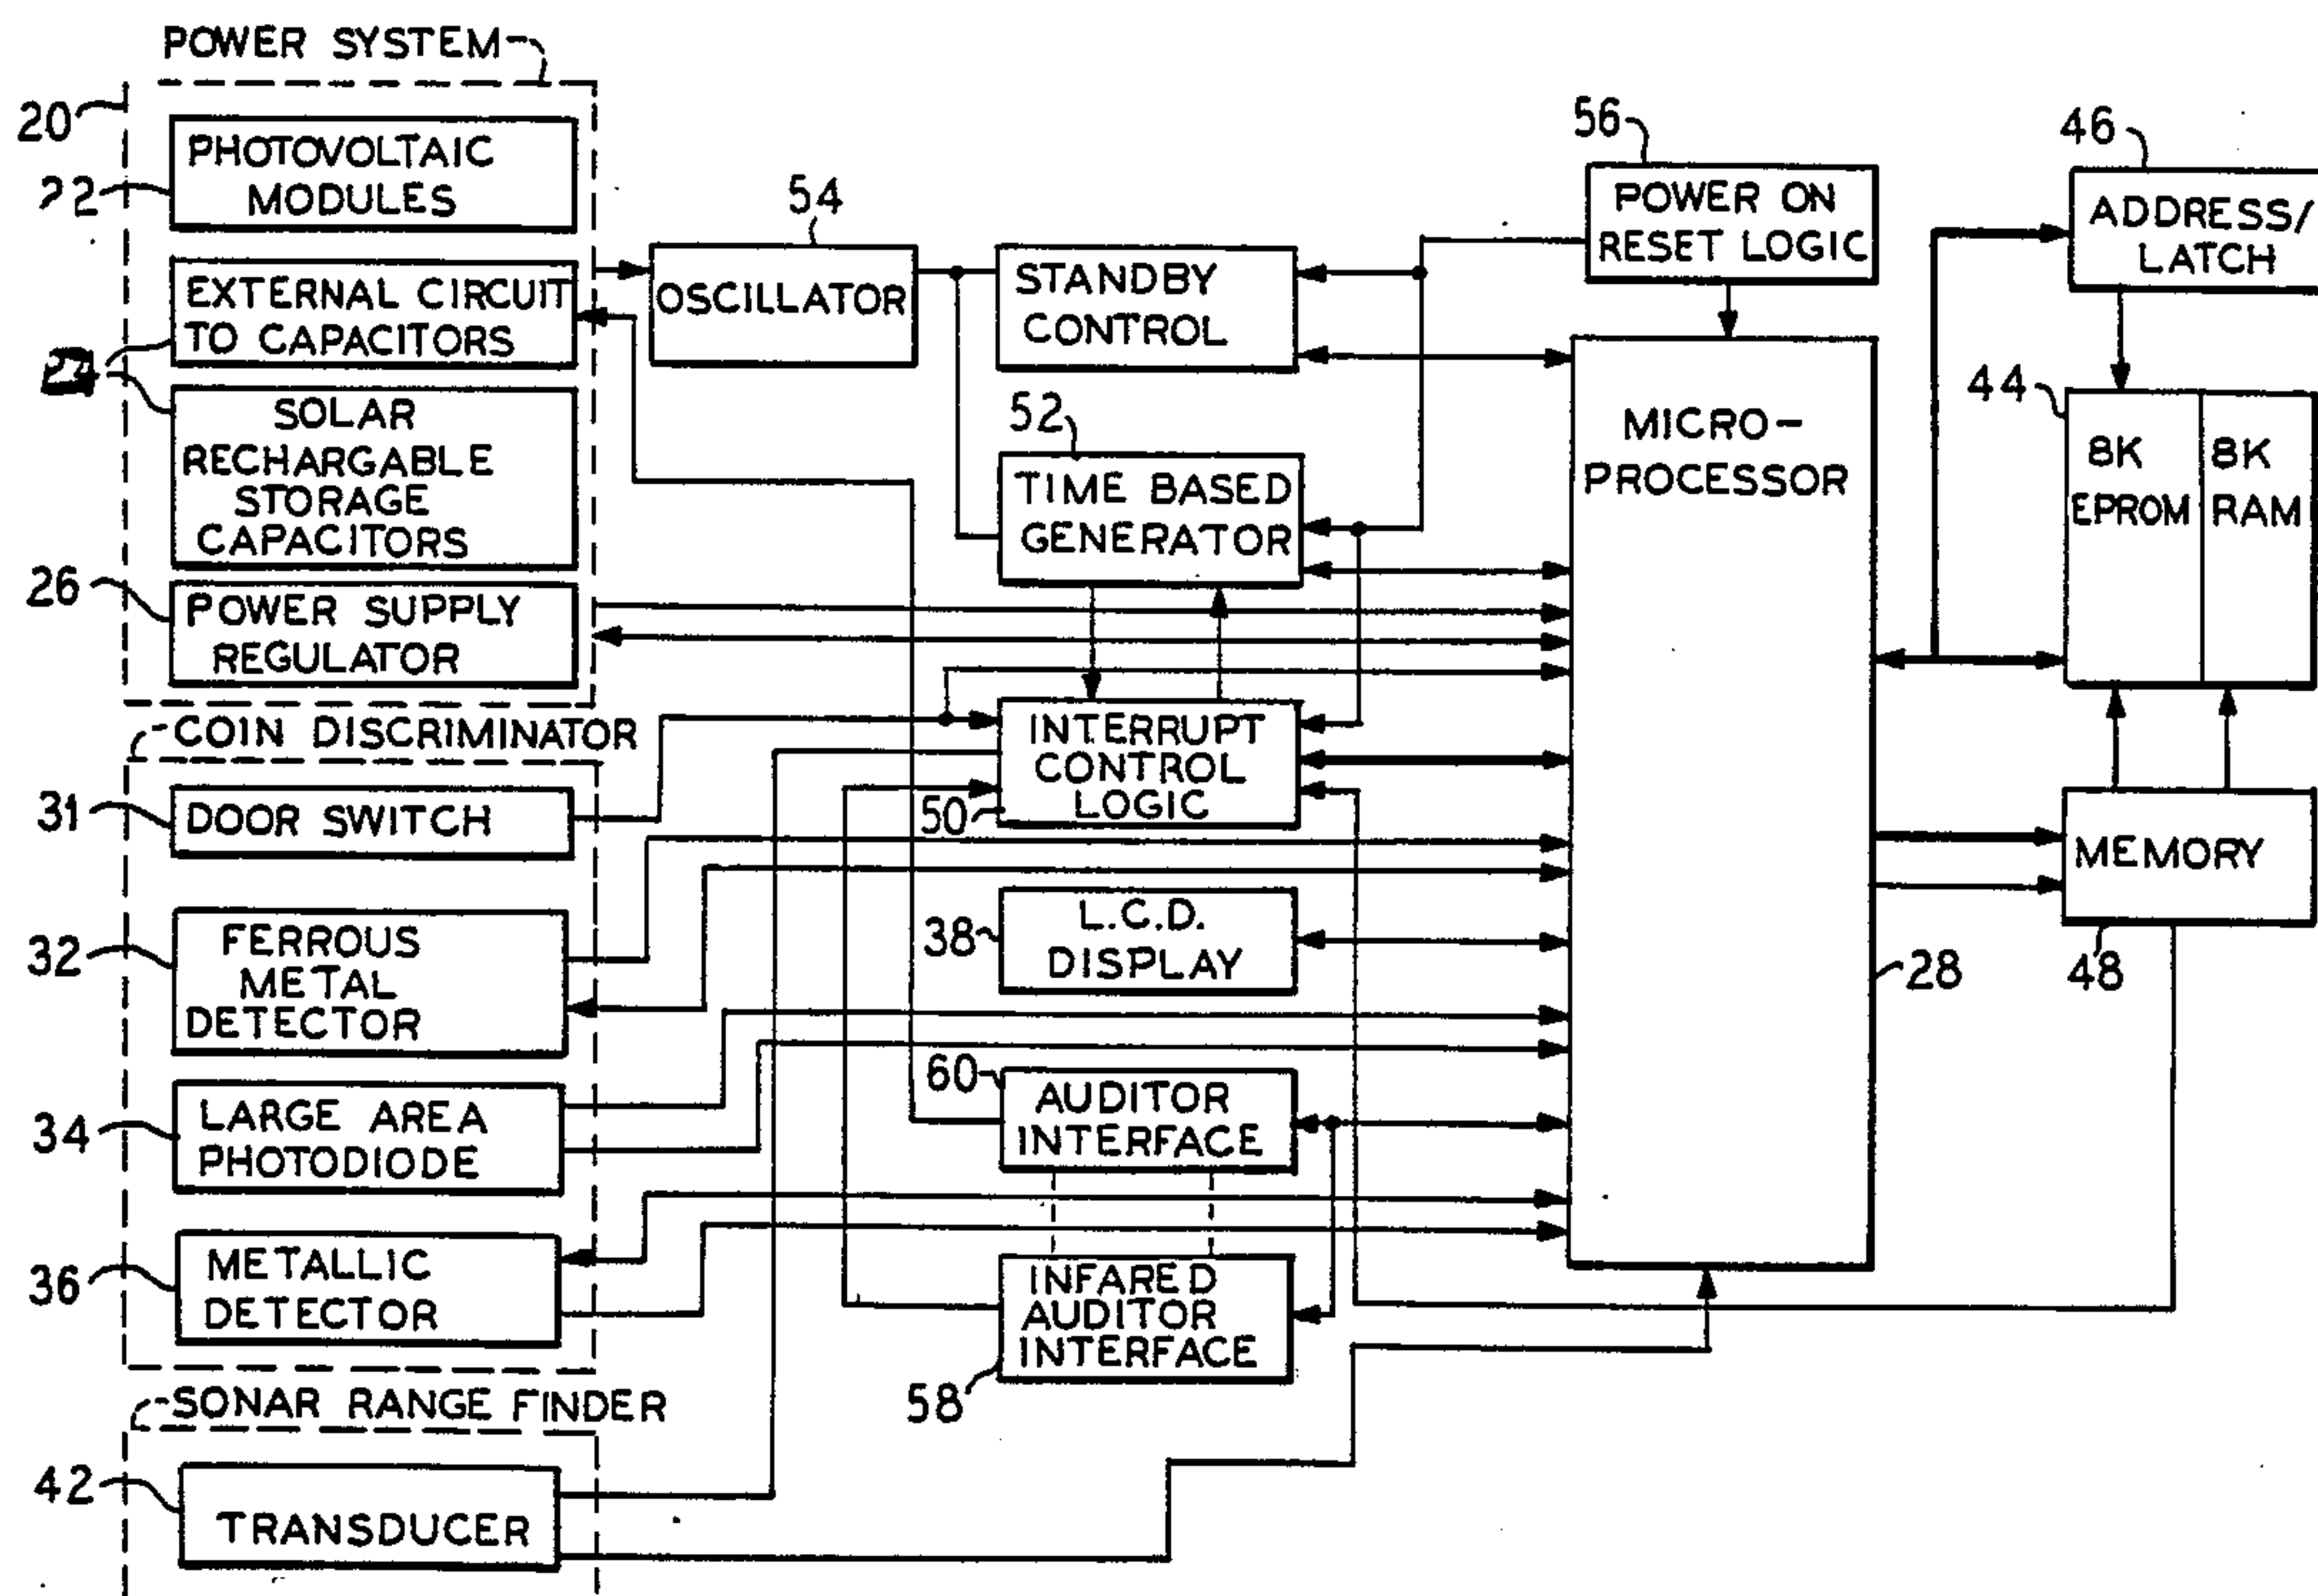 POWER SYSTEM
20
PHOTOVOLTAIC
MODULES
22
EXTERNAL CIRCUIT
TO CAPACITORS
24
SOLAR
RECHARGABLE
STORAGE
CAPACITORS
26
POWER SUPPLY
REGULATOR
COIN DISCRIMINATOR
31
DOOR SWITCH
32
FERROUS
METAL
DETECTOR
34
LARGE AREA
PHOTODIODE
36
METALLIC
DETECTOR
SONAR RANGE FINDER
42
TRANSDUCER
54
OSCILLATOR
STANDBY
CONTROL
52
TIME BASED
GENERATOR
INTERRUPT
CONTROL
LOGIC
50
L.C.D.
DISPLAY
38
60
AUDITOR
INTERFACE
INFARED
AUDITOR
INTERFACE
58
56
POWER ON
RESET LOGIC
MICRO-
PROCESSOR
28
46
ADDRESS/
LATCH
44
8K
EPROM
8K
RAM
MEMORY
48